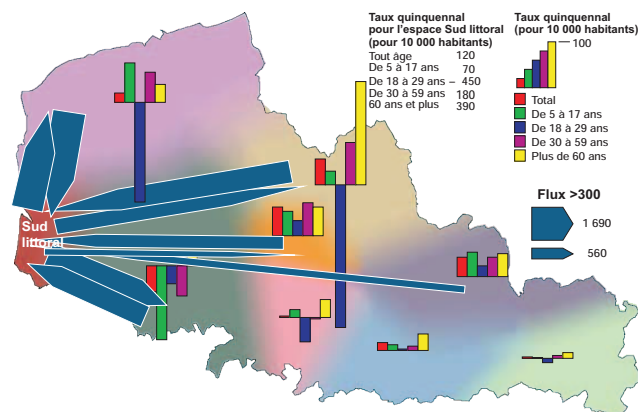 Taux quinquennal
pour l'espace Sud littoral
(pour 10 000 habitants)
Tout âge 120
De 5 à 17 ans 70
De 18 à 29 ans – 450
De 30 à 59 ans 180
60 ans et plus 390
Taux quinquennal
(pour 10 000 habitants)
100
Total
De 5 à 17 ans
De 18 à 29 ans
De 30 à 59 ans
Plus de 60 ans
Flux >300
1 690
560
Sud
littoral